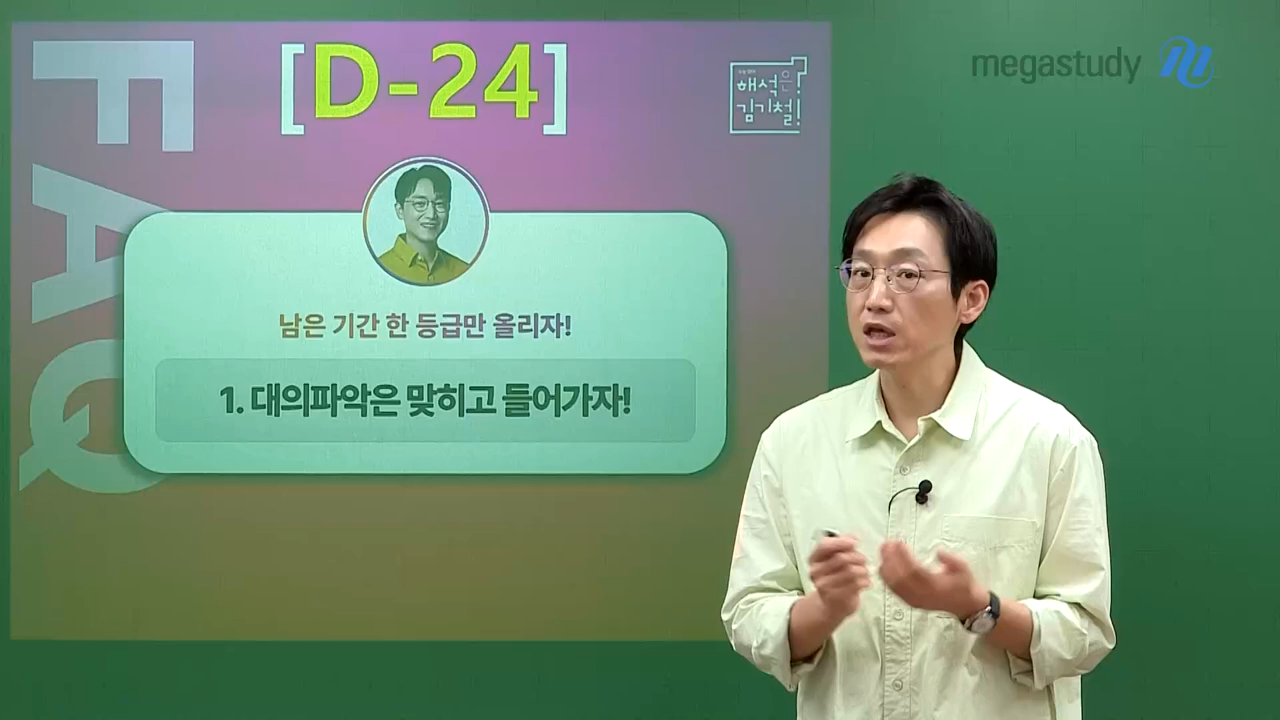 FAQ
[D-24]
해석은!
김기철!
megastudy
남은 기간 한 등급만 올리자!
1. 대의파악은 맞히고 들어가자!